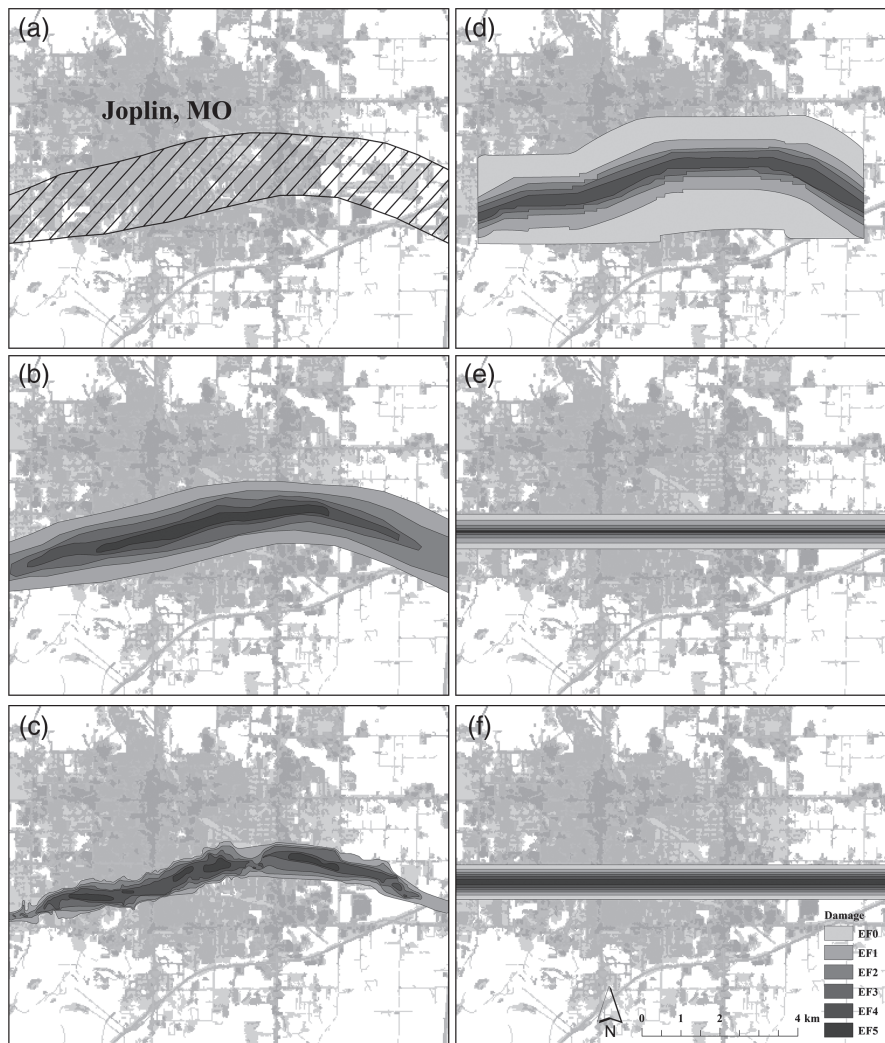 (a)
Joplin, MO
(b)
(c)
(d)
(e)
(f)
Damage
EF0
EF1
EF2
EF3
EF4
EF5
N
0 1 2 4 km